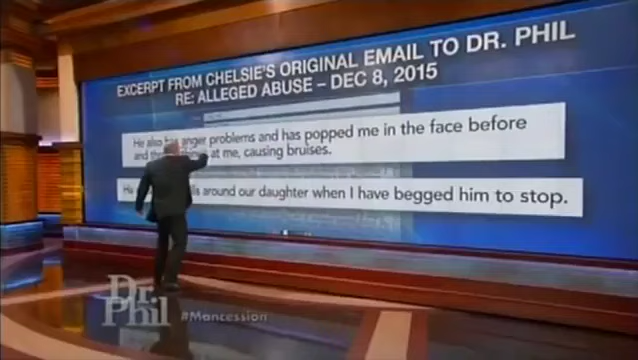 EXCERPT FROM CHELSIE'S ORIGINAL EMAIL TO DR. PHIL
RE: ALLEGED ABUSE – DEC 8, 2015
He also has anger problems and has popped me in the face before
and at me, causing bruises.
around our daughter when I have begged him to stop.
Dr.
Phil
#Mancession